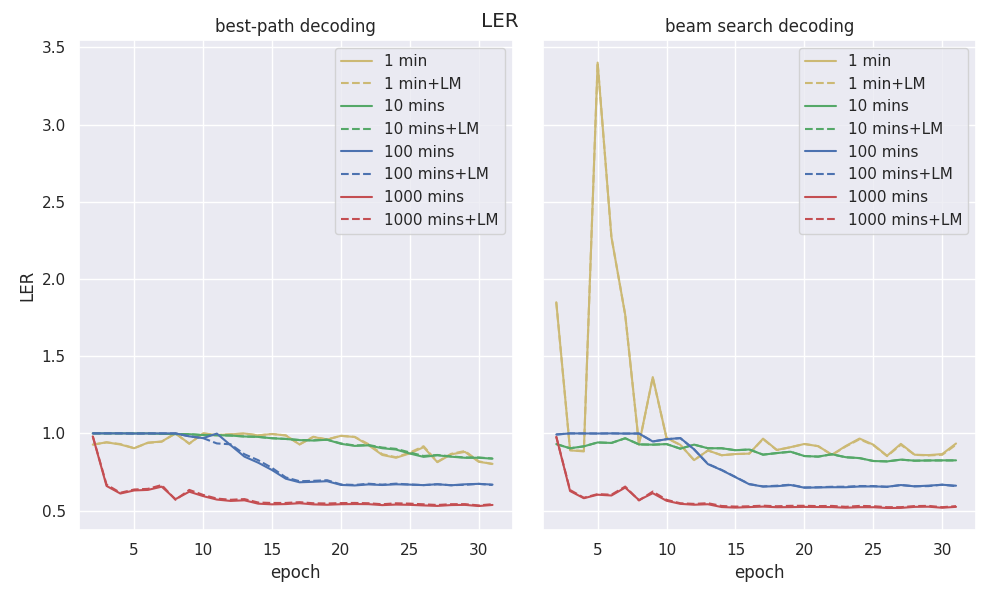 LER
best-path decoding
beam search decoding
3.5
3.0
2.5
2.0
1.5
1.0
0.5
LER
1 min
1 min+LM
10 mins
10 mins+LM
100 mins
100 mins+LM
1000 mins
1000 mins+LM
5 10 15 20 25 30
epoch
1 min
1 min+LM
10 mins
10 mins+LM
100 mins
100 mins+LM
1000 mins
1000 mins+LM
5 10 15 20 25 30
epoch